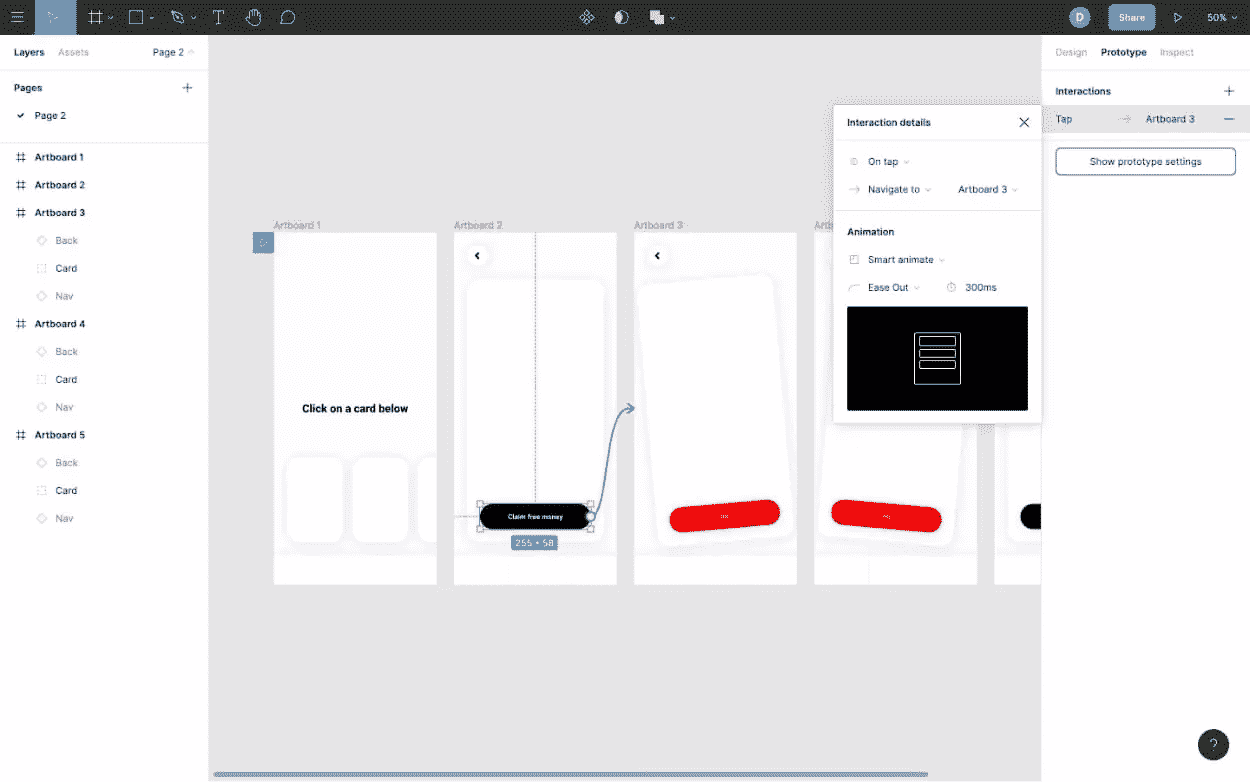 D
Share
50%
Layers
Assets
Page 2
Pages
Page 2
Artboard 1
Artboard 2
Artboard 3
Back
Card
Nav
Artboard 4
Back
Card
Nav
Artboard 5
Back
Card
Nav
Artboard 1
Artboard 2
Artboard 3
Click on a card below
Claim free money
255 × 58
Interaction details
On tap
Navigate to
Artboard 3
Animation
Smart animate
Ease Out
300ms
Design
Prototype
Inspect
Interactions
Tap
Artboard 3
Show prototype settings
?